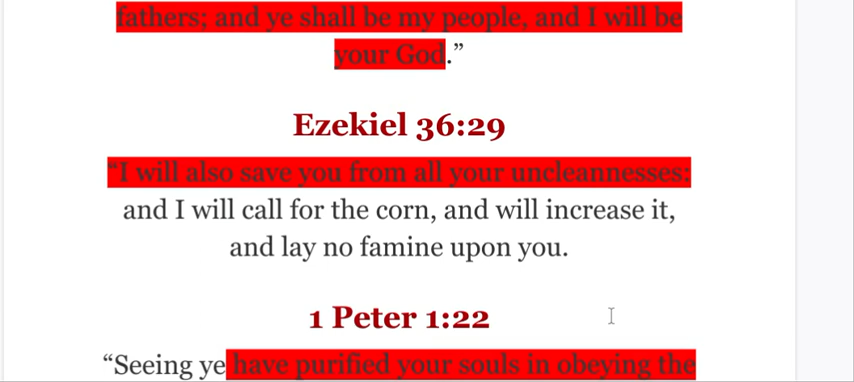 fathers; and ye shall be my people, and I will be
your God.”
Ezekiel 36:29
“I will also save you from all your uncleannesses:
and I will call for the corn, and will increase it,
and lay no famine upon you.
1 Peter 1:22
“Seeing ye have purified your souls in obeying the